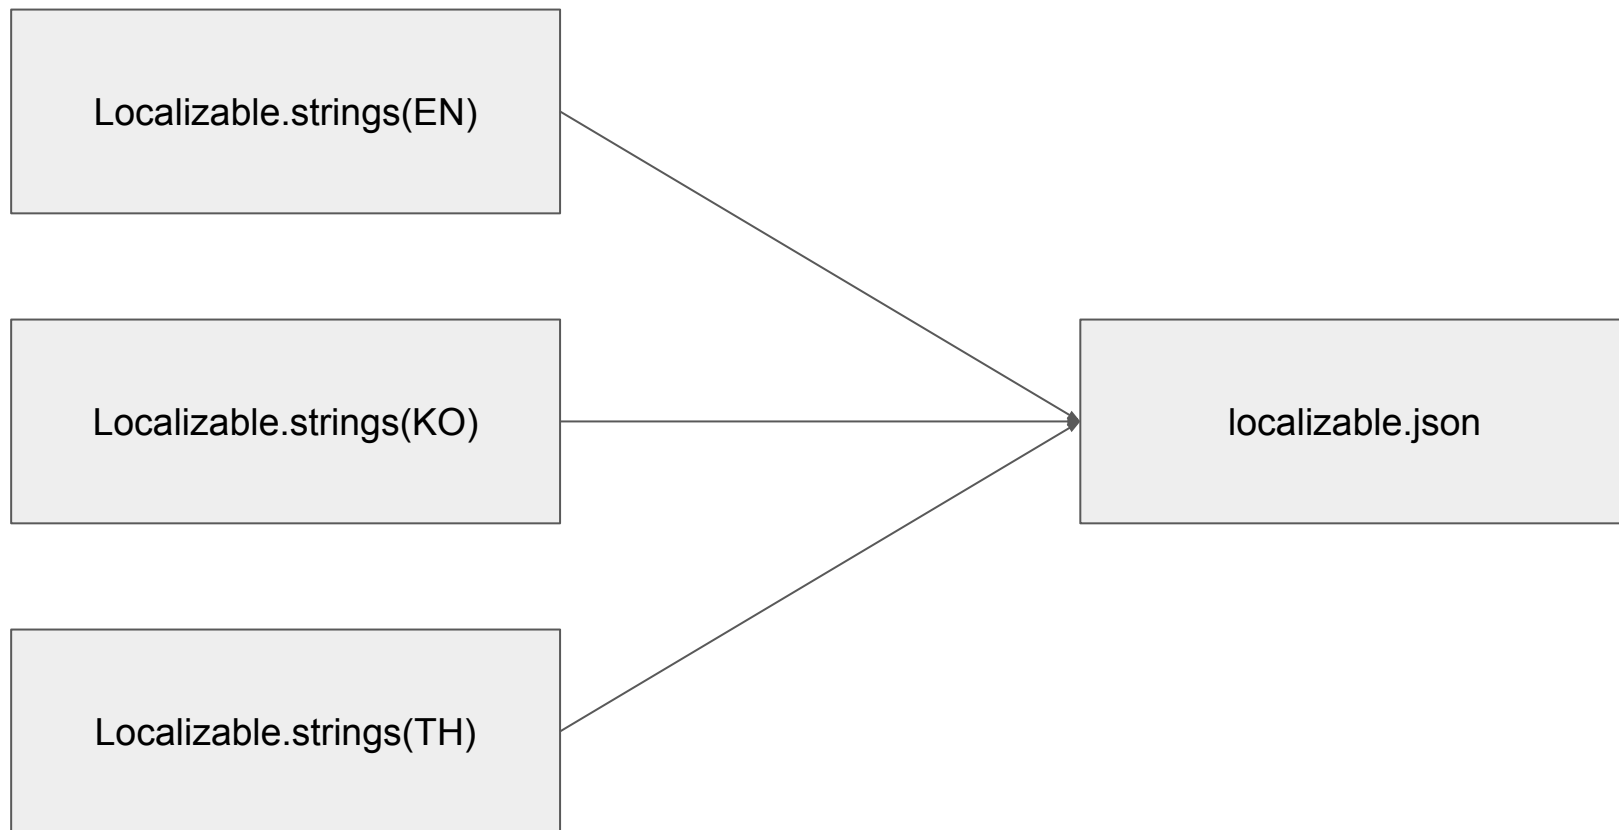 Localizable.strings(EN)
Localizable.strings(KO)
localizable.json
Localizable.strings(TH)